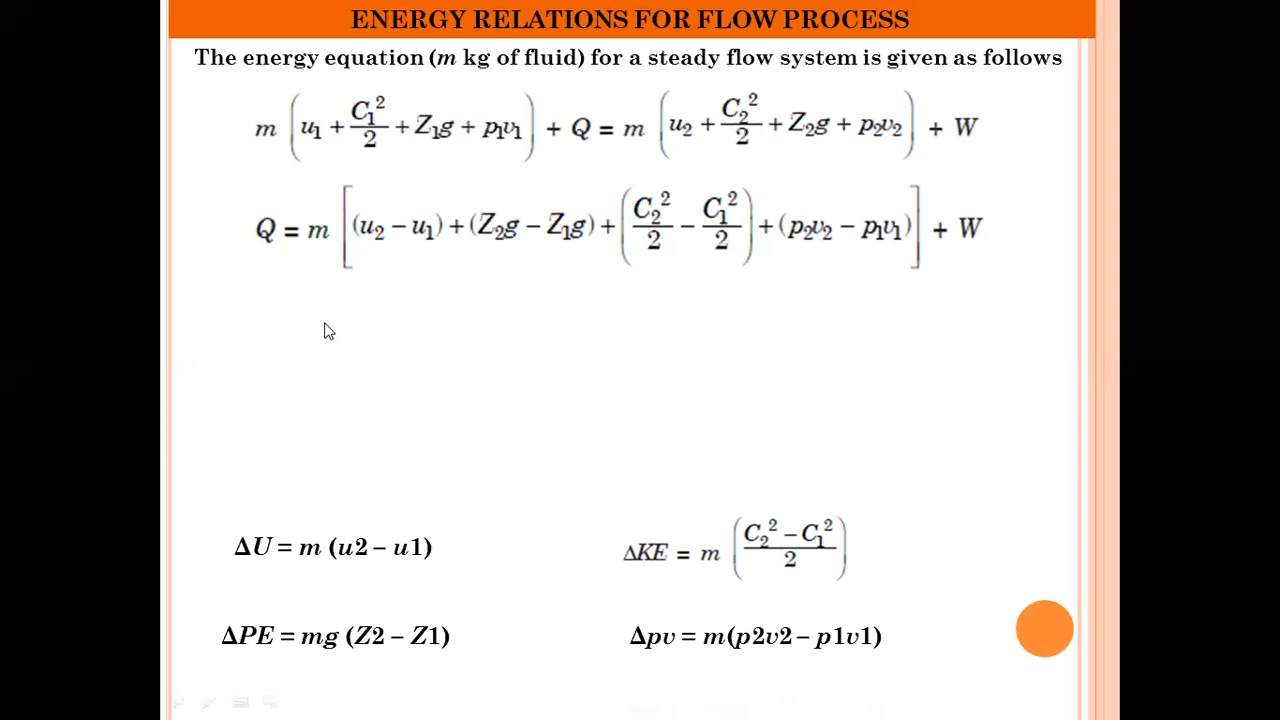 ENERGY RELATIONS FOR FLOW PROCESS
The energy equation (m kg of fluid) for a steady flow system is given as follows
m (u₁ + C₁²/2 + Z₁g + p₁v₁) + Q = m (u₂ + C₂²/2 + Z₂g + p₂v₂) + W
Q = m [(u₂ − u₁) + (Z₂g − Z₁g) + (C₂²/2 − C₁²/2) + (p₂v₂ − p₁v₁)] + W
ΔU = m (u2 – u1)
ΔKE = m (C₂² − C₁²/2)
ΔPE = mg (Z2 – Z1)
Δpv = m(p2v2 – p1v1)